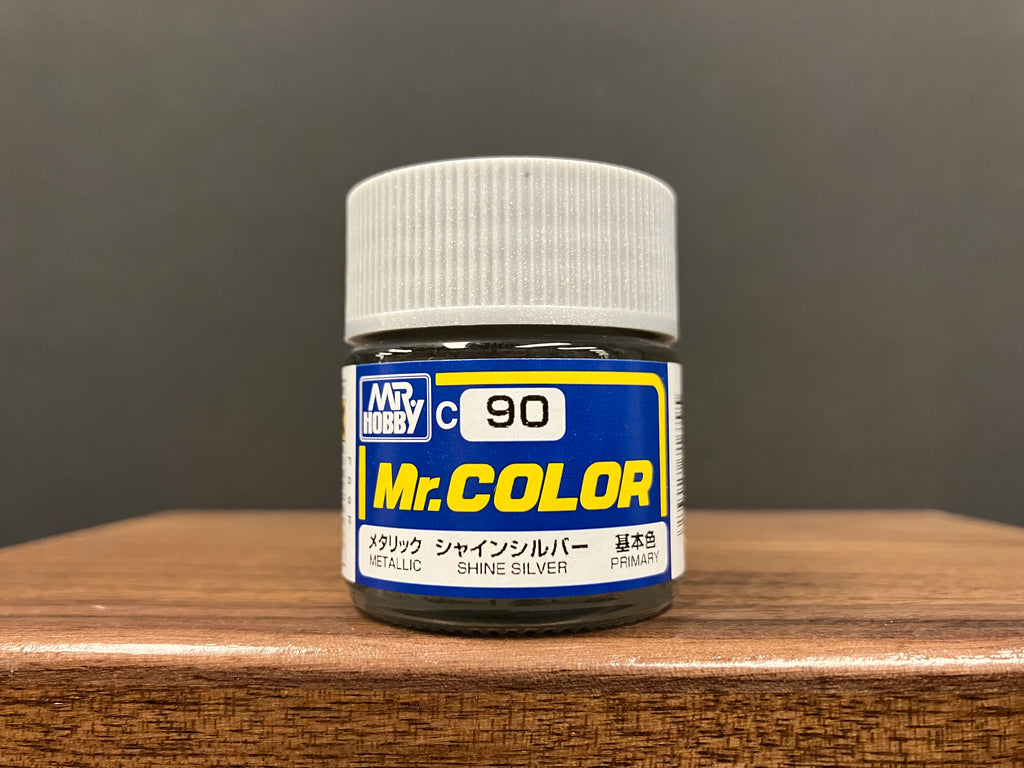 MR.
HOBBY
C 90
Mr.COLOR
メタリック シャインシルバー 基本色
METALLIC SHINE SILVER PRIMARY